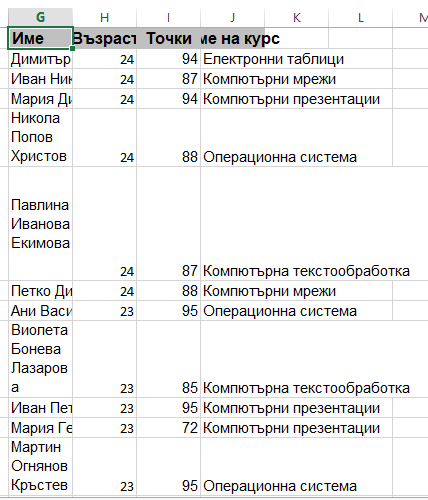 G H I J K L M
Име Възраст Точки ме на курс
Димитър 24 94 Електронни таблици
Иван Ник 24 87 Компютърни мрежи
Мария Ди 24 94 Компютърни презентации
Никола
Попов
Христов 24 88 Операционна система
Павлина
Иванова
Екимова
24 87 Компютърна текстообработка
Петко Ди 24 88 Компютърни мрежи
Ани Васи 23 95 Операционна система
Виолета
Бонева
Лазаров
а 23 85 Компютърна текстообработка
Иван Пет 23 95 Компютърни презентации
Мария Ге 23 72 Компютърни презентации
Мартин
Огнянов
Кръстев 23 95 Операционна система